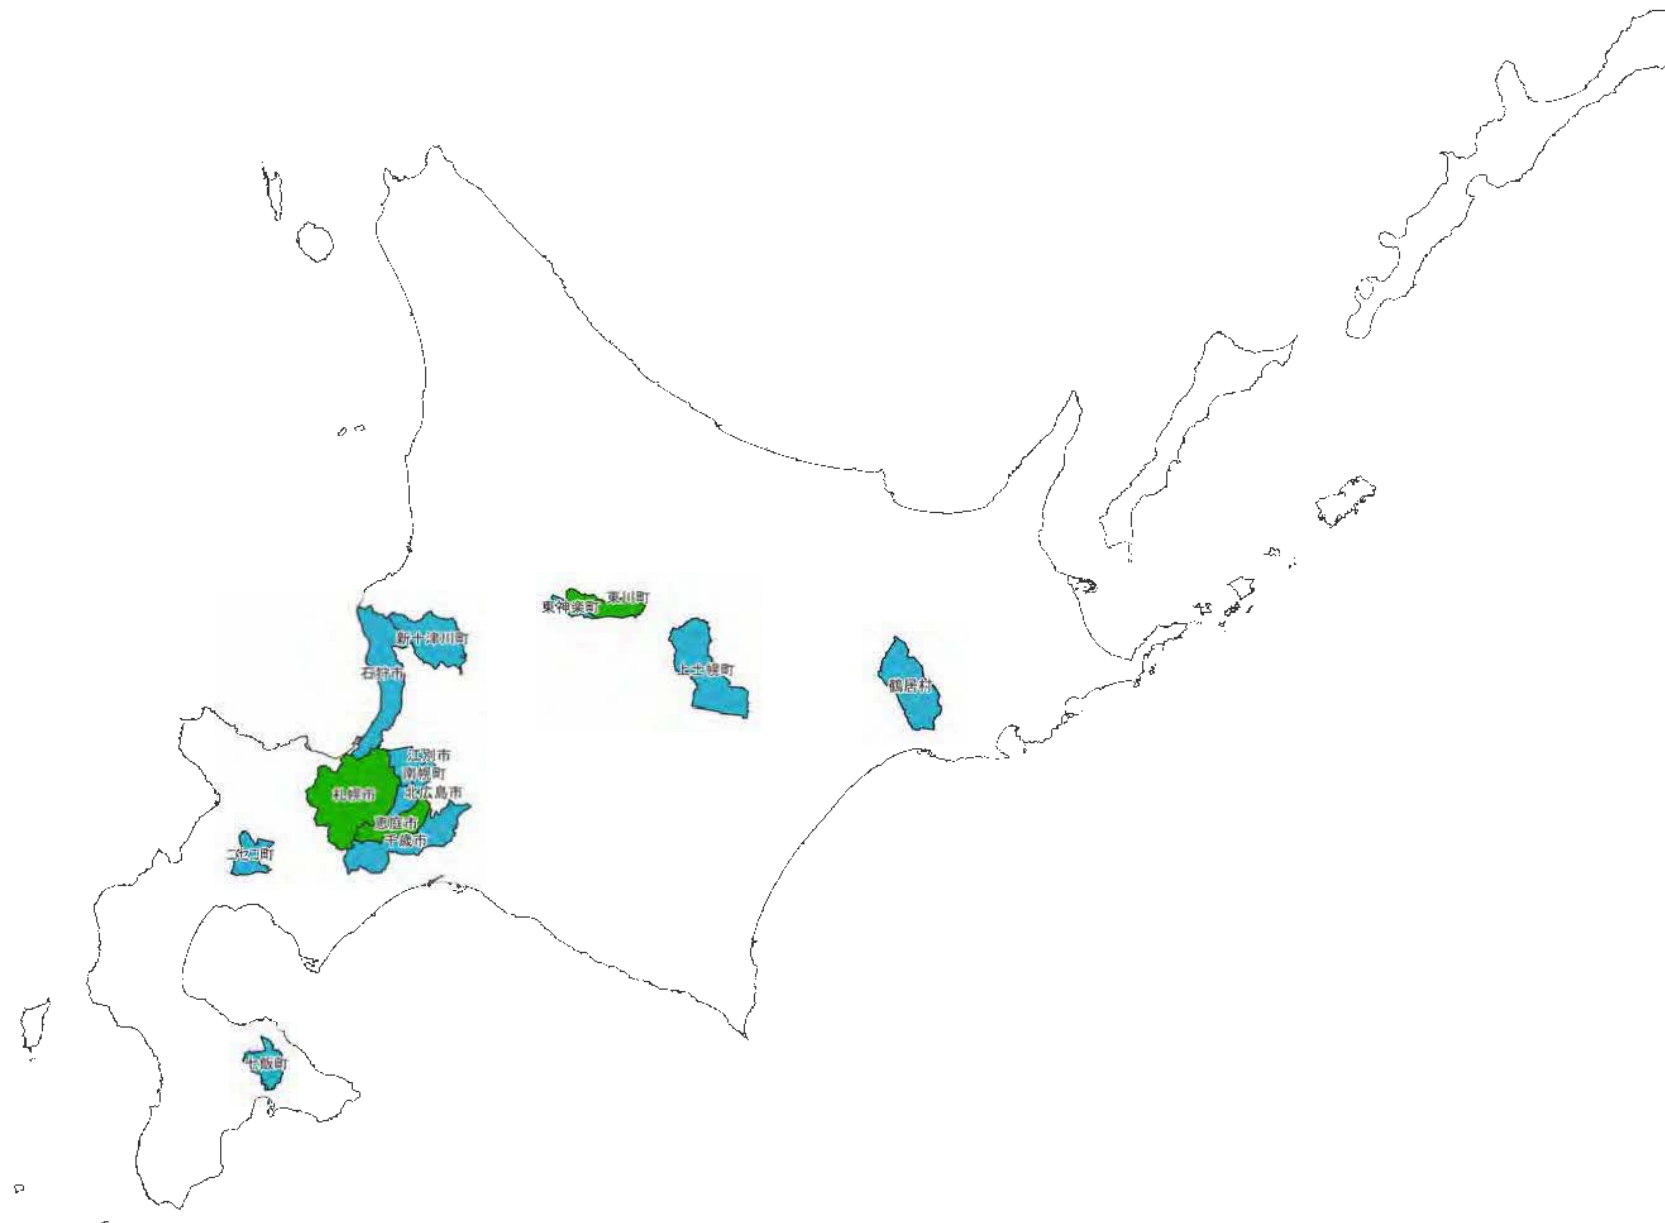 東川町
東神楽町
新十津川町
石狩市
上士幌町
鶴居村
江別市
南幌町
北広島市
札幌市
恵庭市
千歳市
ニセコ町
七飯町